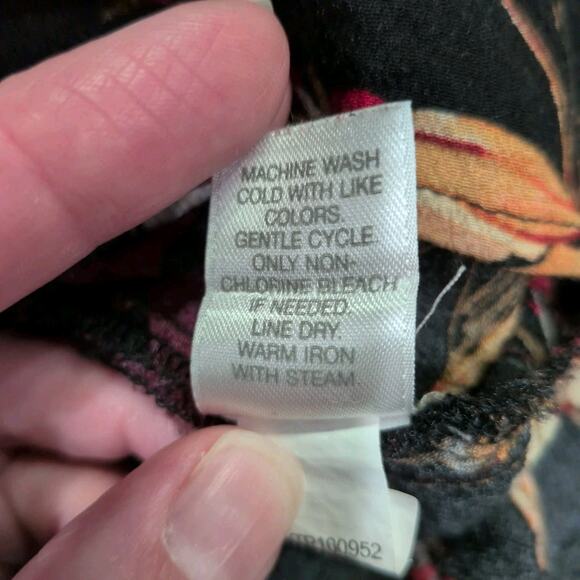 MACHINE WASH
COLD WITH LIKE
COLORS.
GENTLE CYCLE.
ONLY NON-
CHLORINE BLEACH
IF NEEDED.
LINE DRY.
WARM IRON
WITH STEAM.